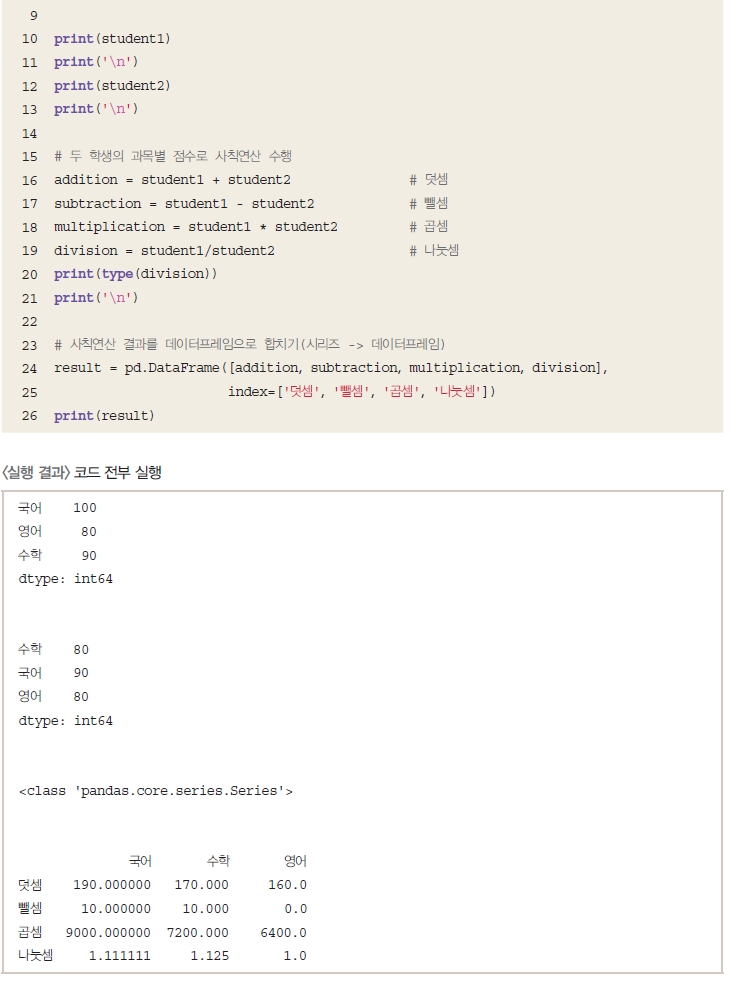 9
10 print(student1)
11 print('\n')
12 print(student2)
13 print('\n')
14
15 # 두 학생의 과목별 점수로 사칙연산 수행
16 addition = student1 + student2 # 덧셈
17 subtraction = student1 - student2 # 뺄셈
18 multiplication = student1 * student2 # 곱셈
19 division = student1/student2 # 나눗셈
20 print(type(division))
21 print('\n')
22
23 # 사칙연산 결과를 데이터프레임으로 합치기(시리즈 -> 데이터프레임)
24 result = pd.DataFrame([addition, subtraction, multiplication, division],
25 index=['덧셈', '뺄셈', '곱셈', '나눗셈'])
26 print(result)
〈실행 결과〉 코드 전부 실행
국어 100
영어 80
수학 90
dtype: int64
수학 80
국어 90
영어 80
dtype: int64
<class 'pandas.core.series.Series'>
국어 수학 영어
덧셈 190.000000 170.000 160.0
뺄셈 10.000000 10.000 0.0
곱셈 9000.000000 7200.000 6400.0
나눗셈 1.111111 1.125 1.0